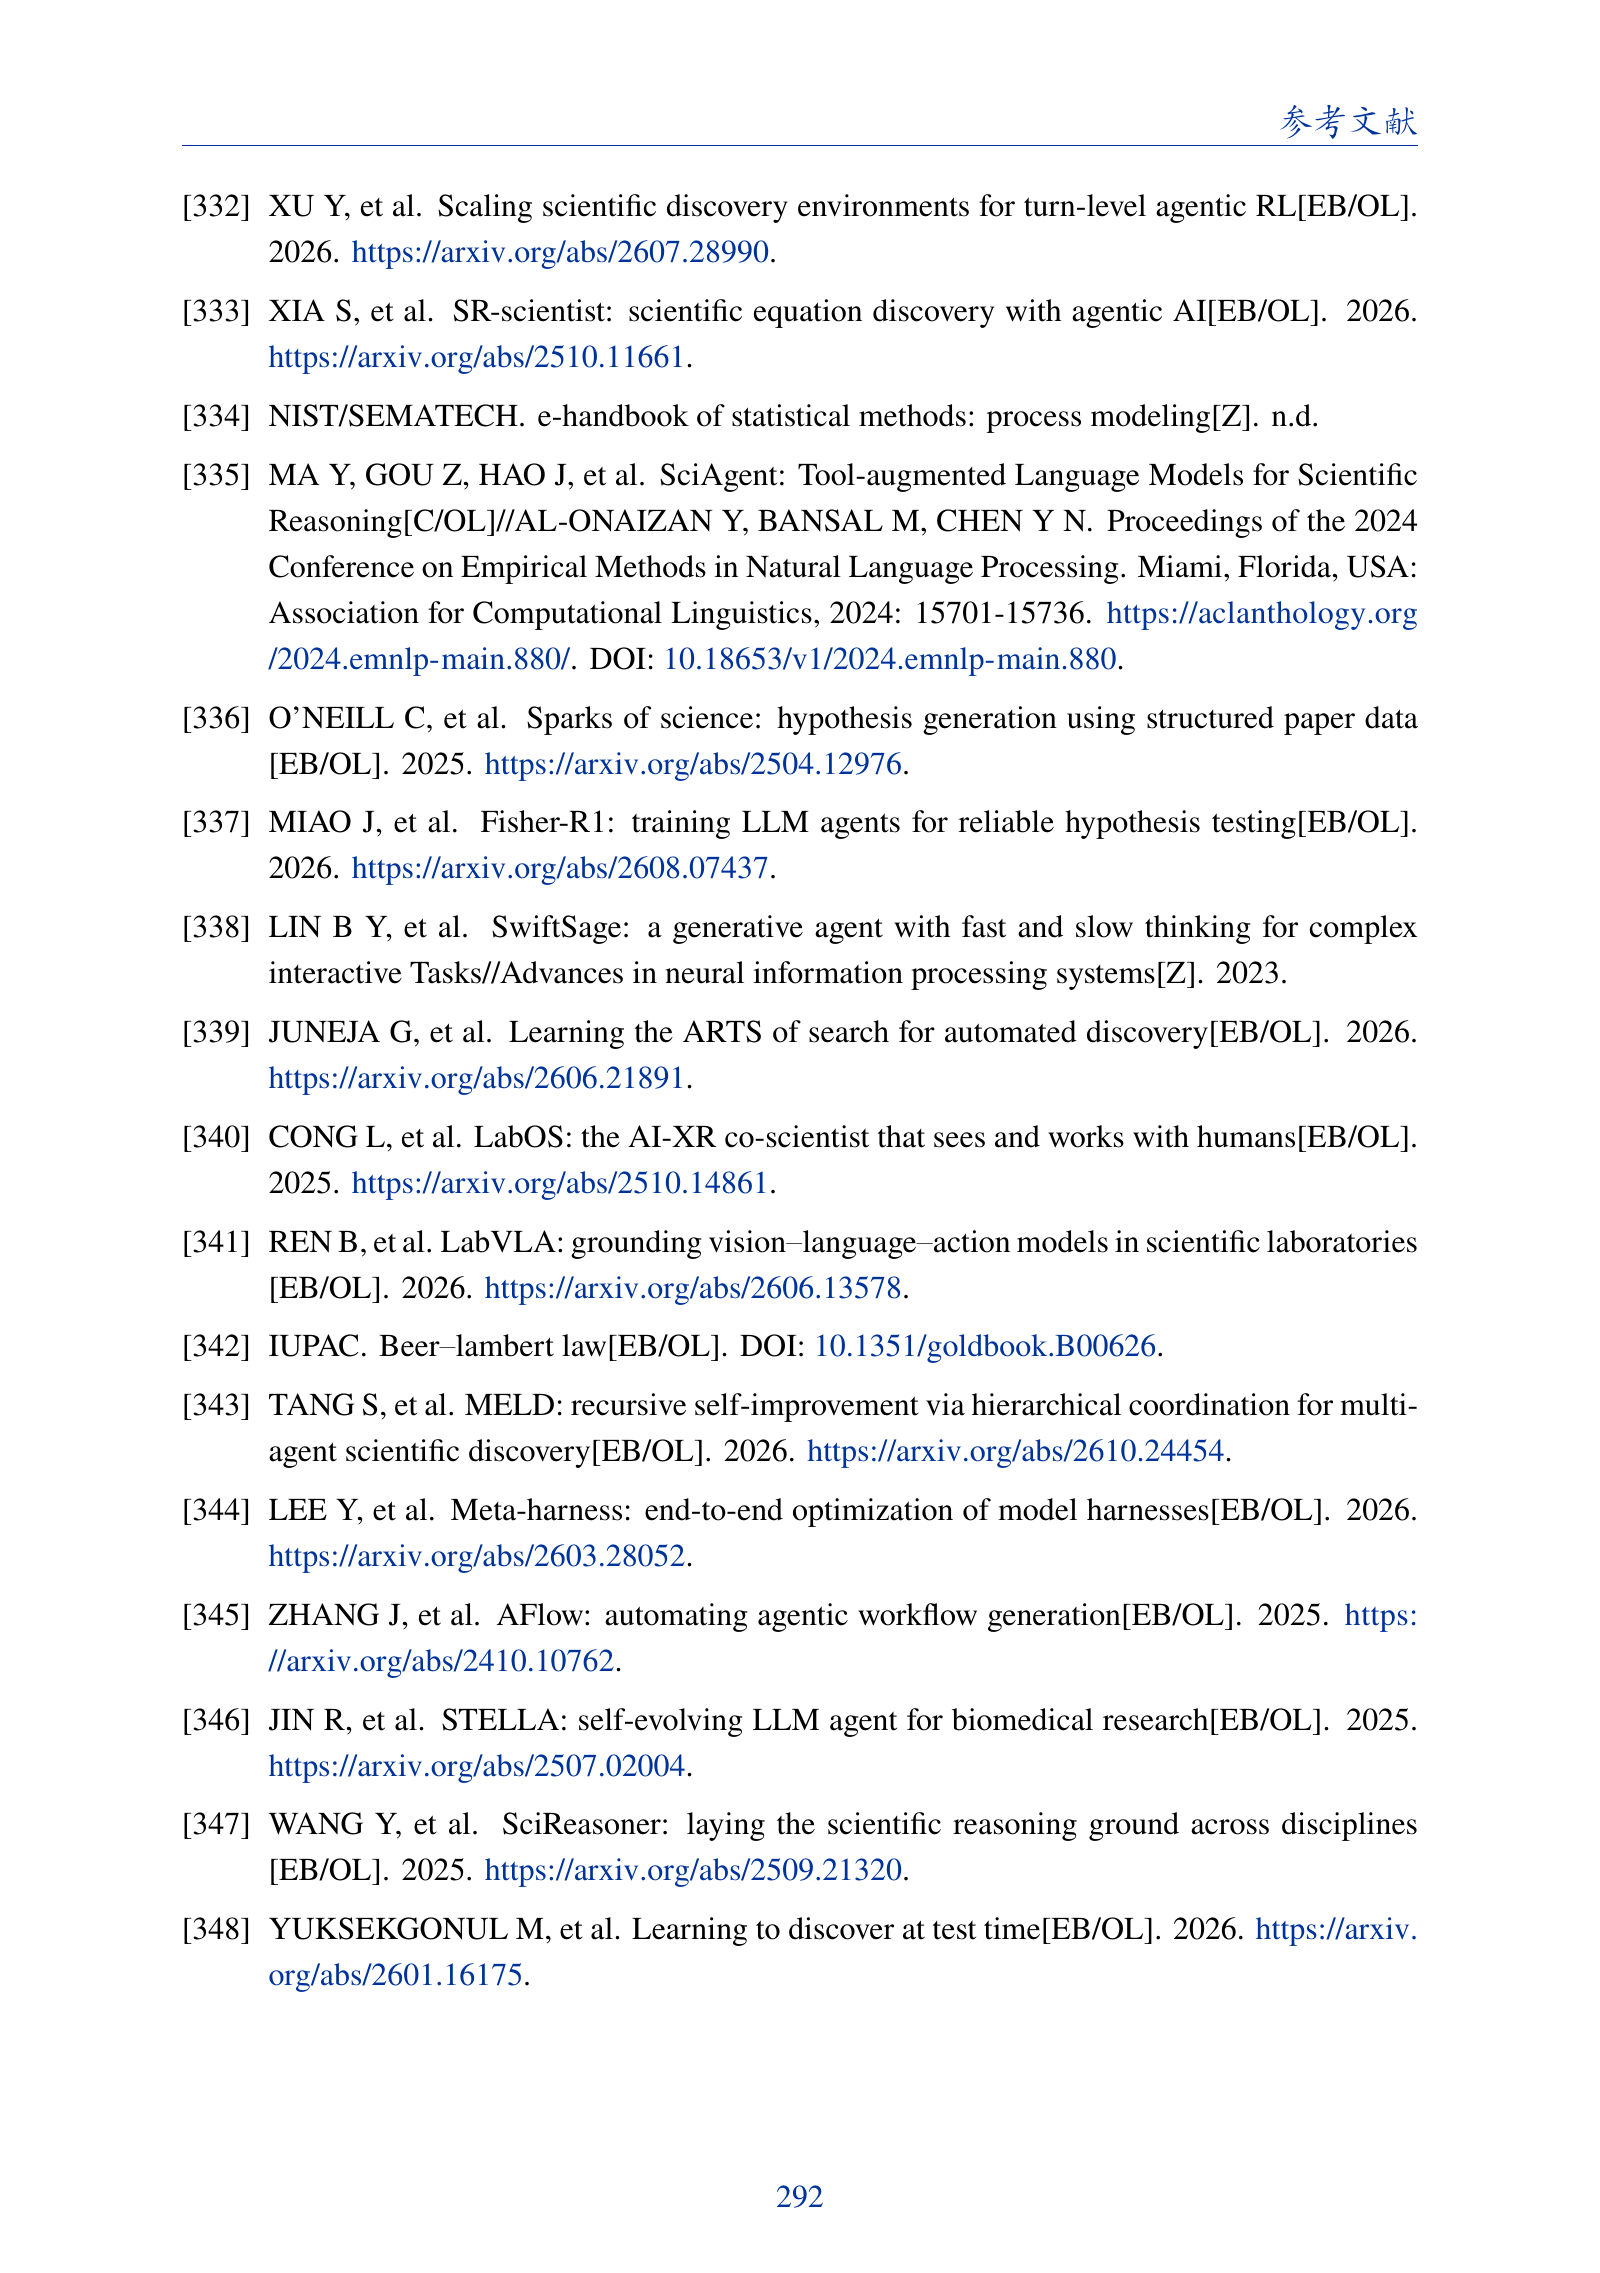 参考文献
[332] XU Y, et al. Scaling scientific discovery environments for turn-level agentic RL[EB/OL].
2026. https://arxiv.org/abs/2607.28990.
[333] XIA S, et al. SR-scientist: scientific equation discovery with agentic AI[EB/OL]. 2026.
https://arxiv.org/abs/2510.11661.
[334] NIST/SEMATECH. e-handbook of statistical methods: process modeling[Z]. n.d.
[335] MA Y, GOU Z, HAO J, et al. SciAgent: Tool-augmented Language Models for Scientific
Reasoning[C/OL]//AL-ONAIZAN Y, BANSAL M, CHEN Y N. Proceedings of the 2024
Conference on Empirical Methods in Natural Language Processing. Miami, Florida, USA:
Association for Computational Linguistics, 2024: 15701-15736. https://aclanthology.org
/2024.emnlp-main.880/. DOI: 10.18653/v1/2024.emnlp-main.880.
[336] O’NEILL C, et al. Sparks of science: hypothesis generation using structured paper data
[EB/OL]. 2025. https://arxiv.org/abs/2504.12976.
[337] MIAO J, et al. Fisher-R1: training LLM agents for reliable hypothesis testing[EB/OL].
2026. https://arxiv.org/abs/2608.07437.
[338] LIN B Y, et al. SwiftSage: a generative agent with fast and slow thinking for complex
interactive Tasks//Advances in neural information processing systems[Z]. 2023.
[339] JUNEJA G, et al. Learning the ARTS of search for automated discovery[EB/OL]. 2026.
https://arxiv.org/abs/2606.21891.
[340] CONG L, et al. LabOS: the AI-XR co-scientist that sees and works with humans[EB/OL].
2025. https://arxiv.org/abs/2510.14861.
[341] REN B, et al. LabVLA: grounding vision–language–action models in scientific laboratories
[EB/OL]. 2026. https://arxiv.org/abs/2606.13578.
[342] IUPAC. Beer–lambert law[EB/OL]. DOI: 10.1351/goldbook.B00626.
[343] TANG S, et al. MELD: recursive self-improvement via hierarchical coordination for multi-
agent scientific discovery[EB/OL]. 2026. https://arxiv.org/abs/2610.24454.
[344] LEE Y, et al. Meta-harness: end-to-end optimization of model harnesses[EB/OL]. 2026.
https://arxiv.org/abs/2603.28052.
[345] ZHANG J, et al. AFlow: automating agentic workflow generation[EB/OL]. 2025. https:
//arxiv.org/abs/2410.10762.
[346] JIN R, et al. STELLA: self-evolving LLM agent for biomedical research[EB/OL]. 2025.
https://arxiv.org/abs/2507.02004.
[347] WANG Y, et al. SciReasoner: laying the scientific reasoning ground across disciplines
[EB/OL]. 2025. https://arxiv.org/abs/2509.21320.
[348] YUKSEKGONUL M, et al. Learning to discover at test time[EB/OL]. 2026. https://arxiv.
org/abs/2601.16175.
292